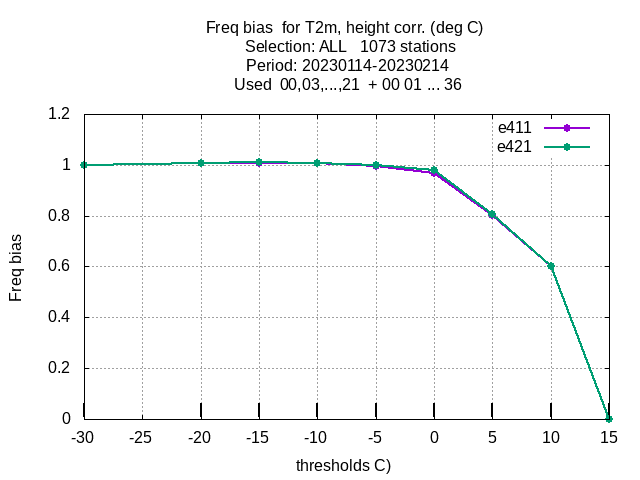 Freq bias  for T2m, height corr. (deg C)
Selection: ALL   1073 stations
Period: 20230114-20230214
Used  00,03,...,21  + 00 01 ... 36
e411
e421
1.2
1
0.8
0.6
0.4
0.2
0
Freq bias
-30 -25 -20 -15 -10 -5 0 5 10 15
thresholds C)